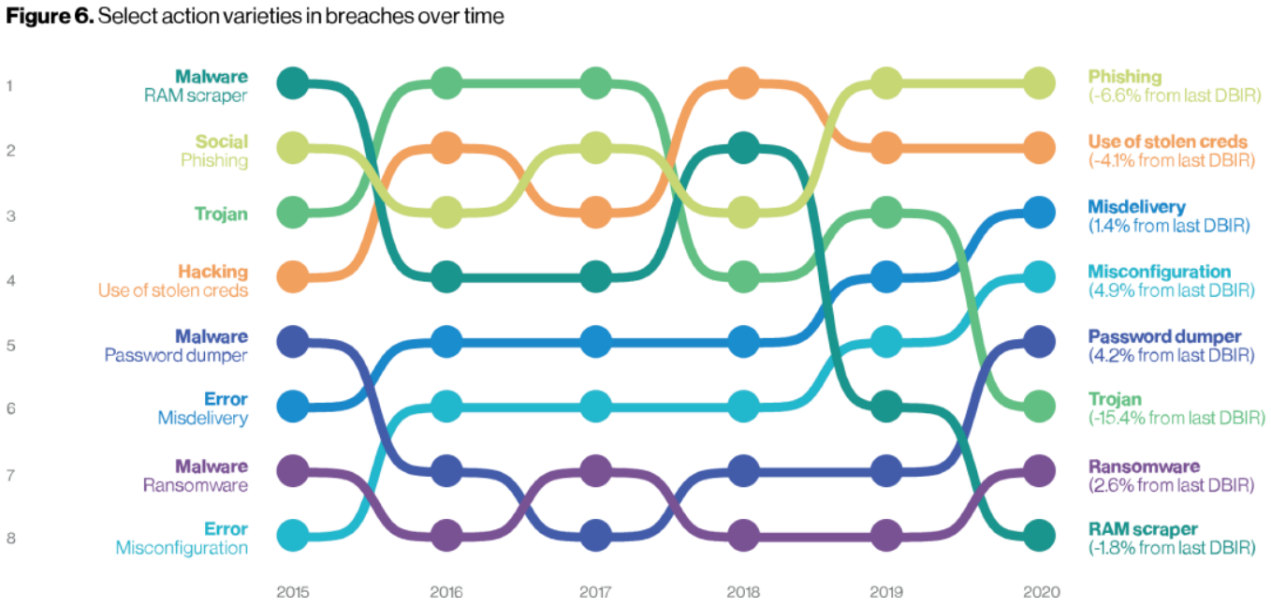 Figure 6. Select action varieties in breaches over time
1
Malware
RAM scraper
Phishing
(-6.6% from last DBIR)
2
Social
Phishing
Use of stolen creds
(-4.1% from last DBIR)
3
Trojan
Misdelivery
(1.4% from last DBIR)
4
Hacking
Use of stolen creds
Misconfiguration
(4.9% from last DBIR)
5
Malware
Password dumper
Password dumper
(4.2% from last DBIR)
6
Error
Misdelivery
Trojan
(-15.4% from last DBIR)
7
Malware
Ransomware
Ransomware
(2.6% from last DBIR)
8
Error
Misconfiguration
RAM scraper
(-1.8% from last DBIR)
2015 2016 2017 2018 2019 2020